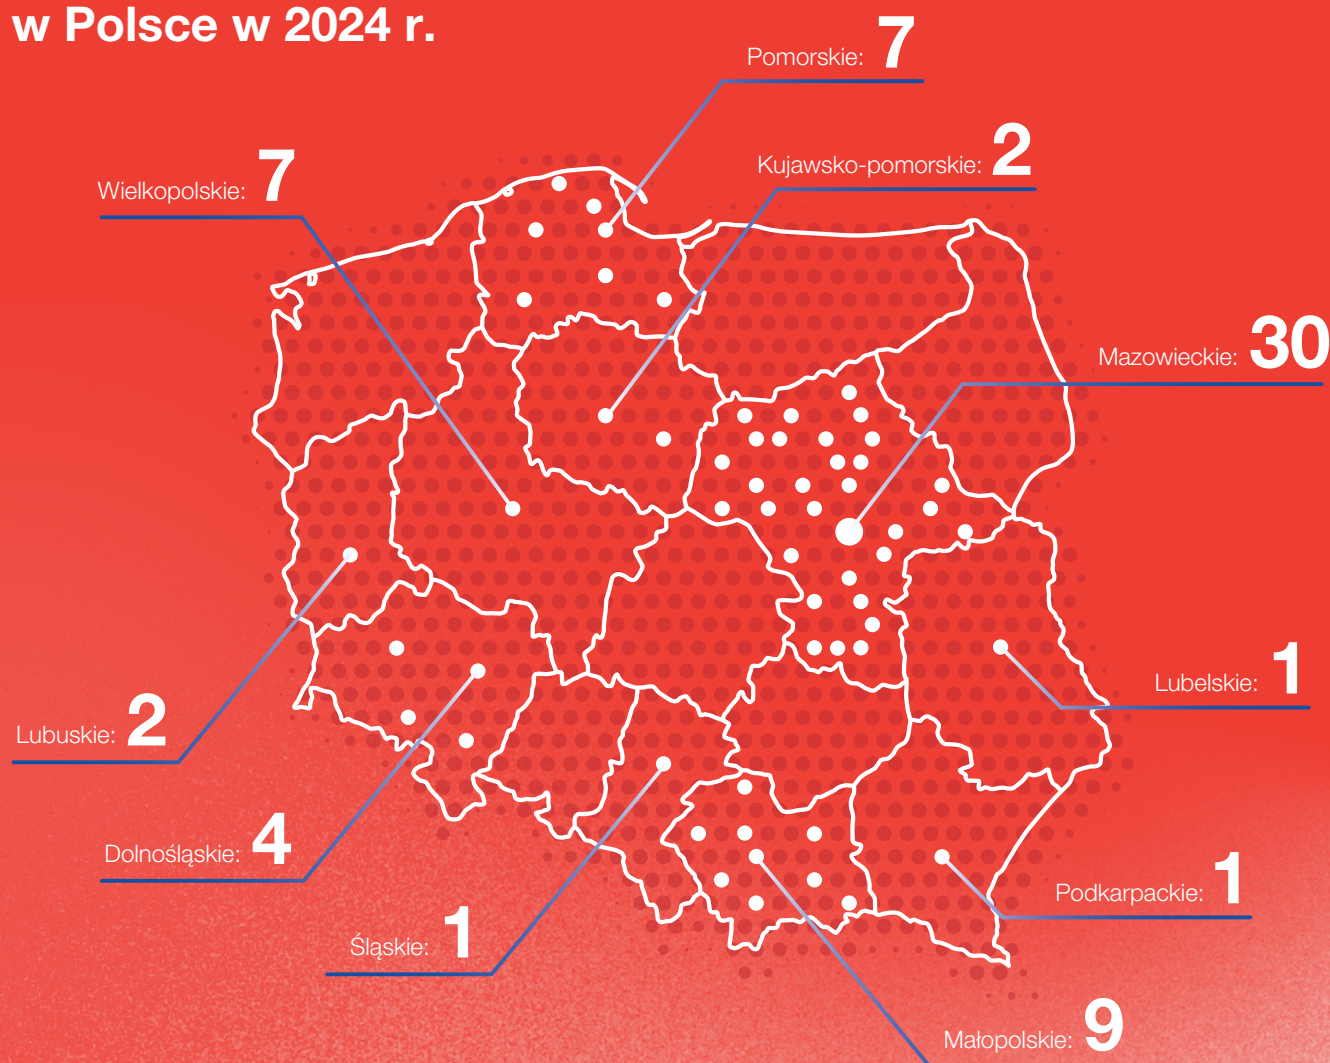 w Polsce w 2024 r.
Pomorskie: 7
Kujawsko-pomorskie: 2
Wielkopolskie: 7
Mazowieckie: 30
Lubelskie: 1
Lubuskie: 2
Dolnośląskie: 4
Podkarpackie: 1
Śląskie: 1
Małopolskie: 9